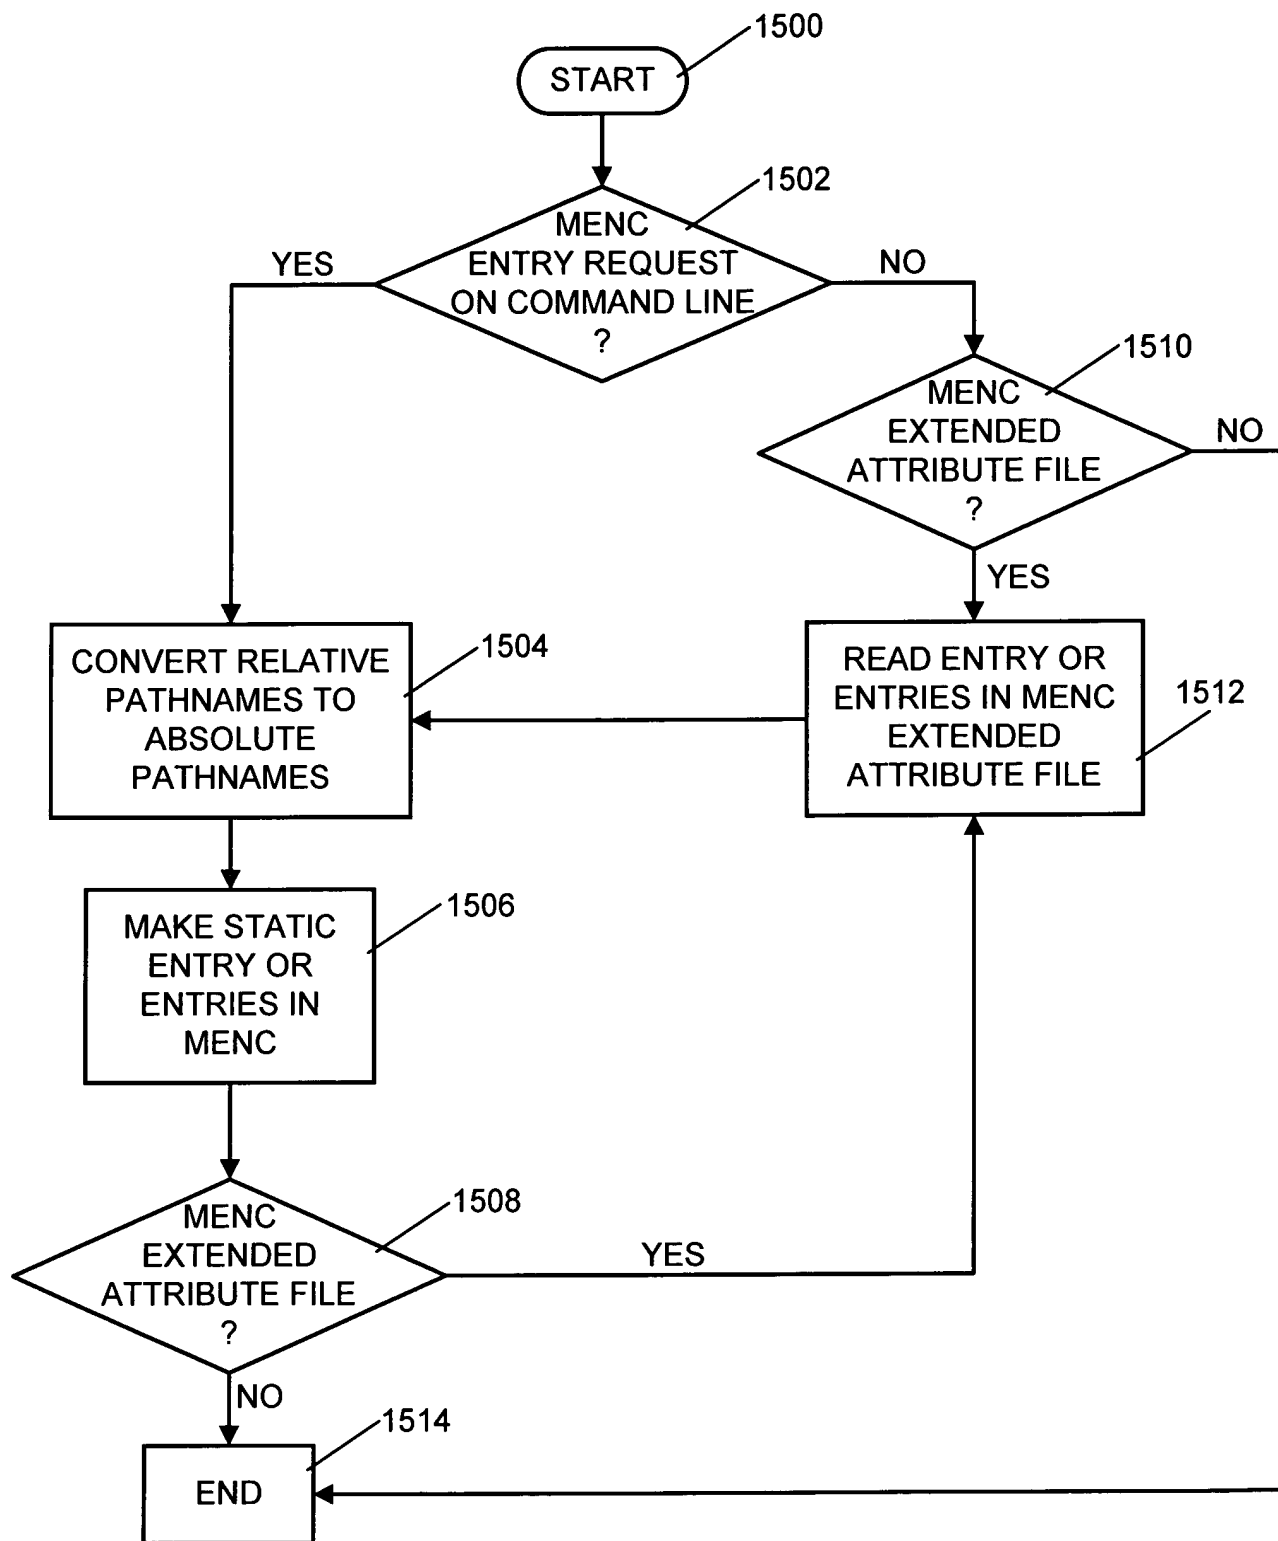 1500
START
1502
MENC
ENTRY REQUEST
ON COMMAND LINE
?
YES
NO
1510
MENC
EXTENDED
ATTRIBUTE FILE
?
NO
YES
1504
CONVERT RELATIVE
PATHNAMES TO
ABSOLUTE
PATHNAMES
READ ENTRY OR
ENTRIES IN MENC
EXTENDED
ATTRIBUTE FILE
1512
1506
MAKE STATIC
ENTRY OR
ENTRIES IN
MENC
1508
MENC
EXTENDED
ATTRIBUTE FILE
?
YES
NO
1514
END